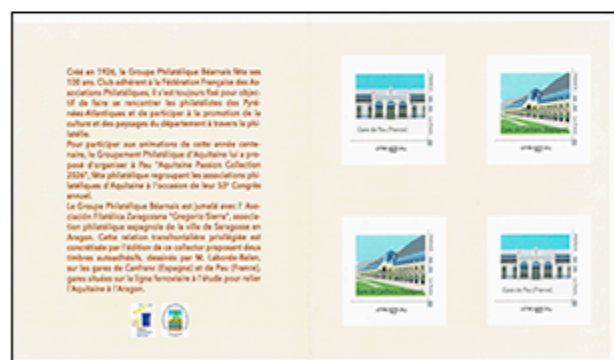 Créé en 1926, le Groupe Philatélique Béarnais fête ses
100 ans. Club adhérent à la Fédération Française des As-
sociations Philatéliques, il s'est toujours fixé pour objec-
tif de faire se rencontrer les philatélistes des Pyré-
nées-Atlantiques et de participer à la promotion de la
culture et des paysages du département à travers la phi-
latélie.
Pour participer aux animations de cette année cente-
naire, le Groupement Philatélique d'Aquitaine lui a pro-
posé d'organiser à Pau "Aquitaine Passion Collection
2026", fête philatélique regroupant les associations phi-
latéliques d'Aquitaine à l'occasion de leur 53e Congrès
annuel.
Le Groupe Philatélique Béarnais est jumelé avec l' Aso-
ciación Filatélica Zaragozana "Gregorio Sierra", associa-
tion philatélique espagnole de la ville de Saragosse en
Aragon. Cette relation transfrontalière privilégiée est
concrétisée par l'édition de ce collector proposant deux
timbres autoadhésifs, dessinés par M. Laborde-Balen,
sur les gares de Canfranc (Espagne) et de Pau (France),
gares situées sur la ligne ferroviaire à l'étude pour relier
l'Aquitaine à l'Aragon.
Gare de Pau (France)
Gare de Canfranc (Espagne)
Gare de Canfranc (Espagne)
Gare de Pau (France)